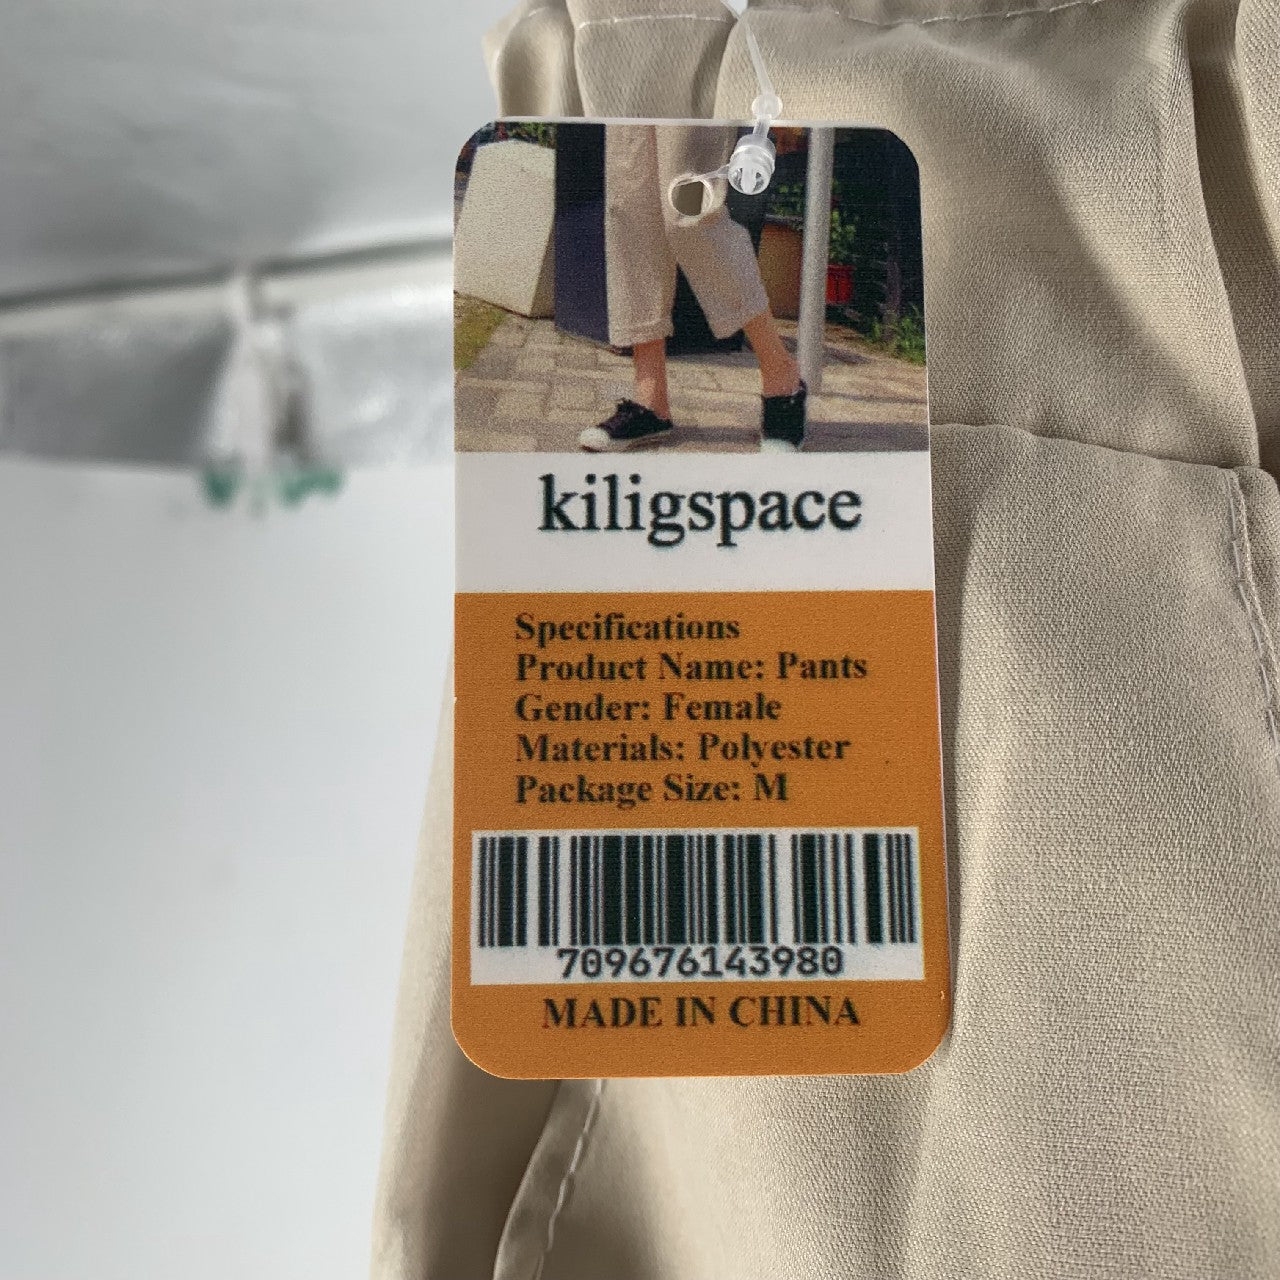 kiligspace
Specifications
Product Name: Pants
Gender: Female
Materials: Polyester
Package Size: M
709676143980
MADE IN CHINA